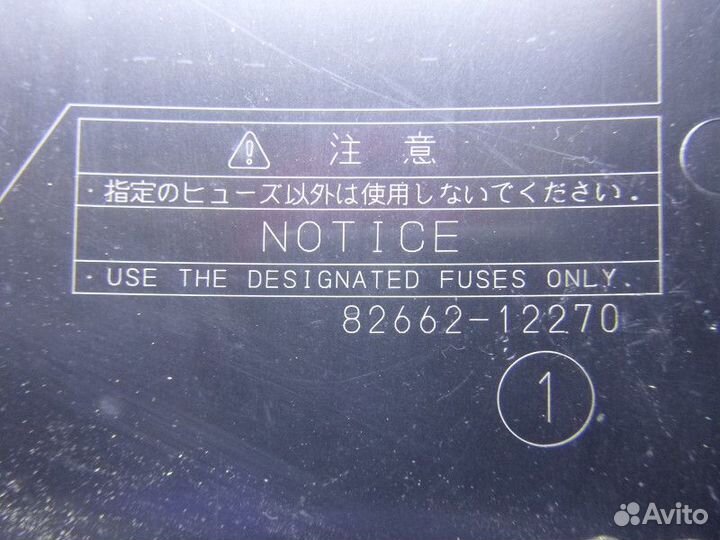 注意
・指定のヒューズ以外は使用しないでください.
NOTICE
・USE THE DESIGNATED FUSES ONLY.
82662-12270
1
Avito